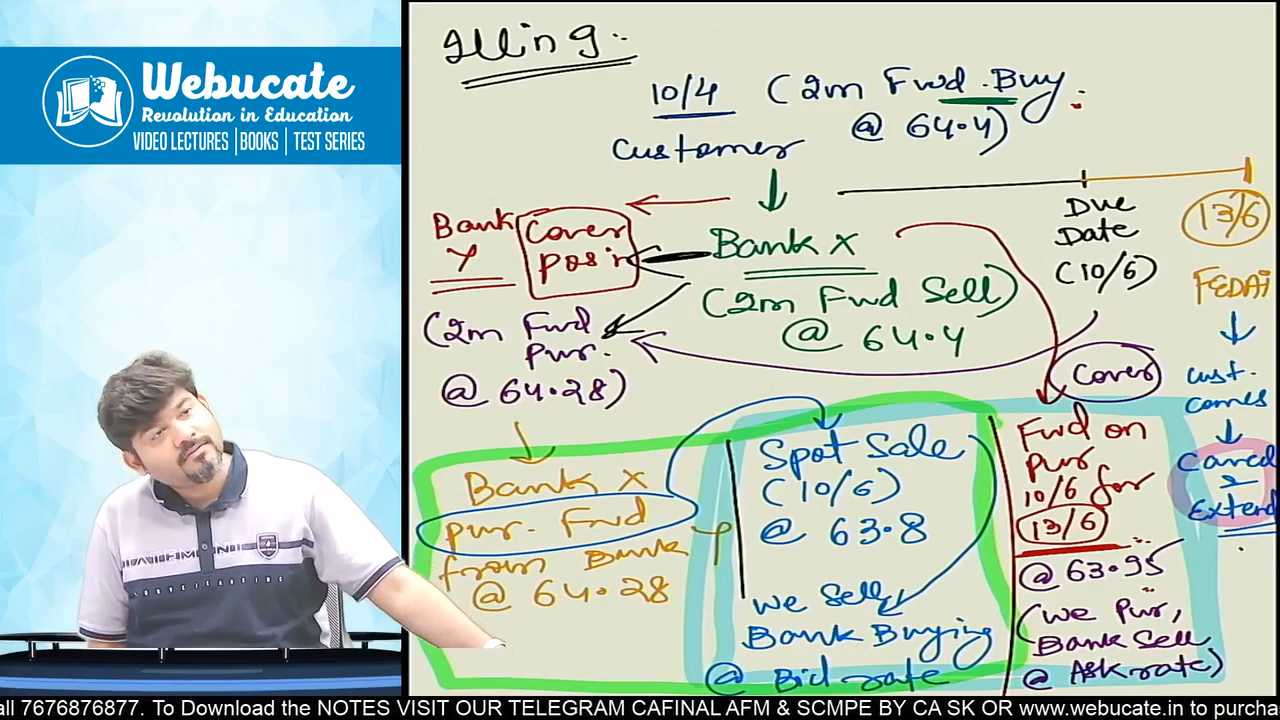 Webucate
Revolution in Education
VIDEO LECTURES | BOOKS | TEST SERIES
10/4 (2m Fwd Buy
@ 64.4)
Customer
Bank
Y
Cover
Bank X
(2m Fwd Sell)
@ 64.4
(2m Fwd
Pur.
@ 64.28)
Due
Date
(10/6)
13/6
FEDAI
Cust.
comes
Cancel
&
Extend
Cover
Bank X
pur. Fwd
from Bank Y
@ 64.28
Spot Sale
(10/6)
@ 63.8
We Sell,
Bank Buying
@ Bid rate
Fwd on
pur
10/6 for
13/6
@ 63.95
(We Pur,
Bank Sell
@ Ask rate)
all 7676876877. To Download the NOTES VISIT OUR TELEGRAM CAFINAL AFM & SCMPE BY CA SK OR www.webucate.in to purcha